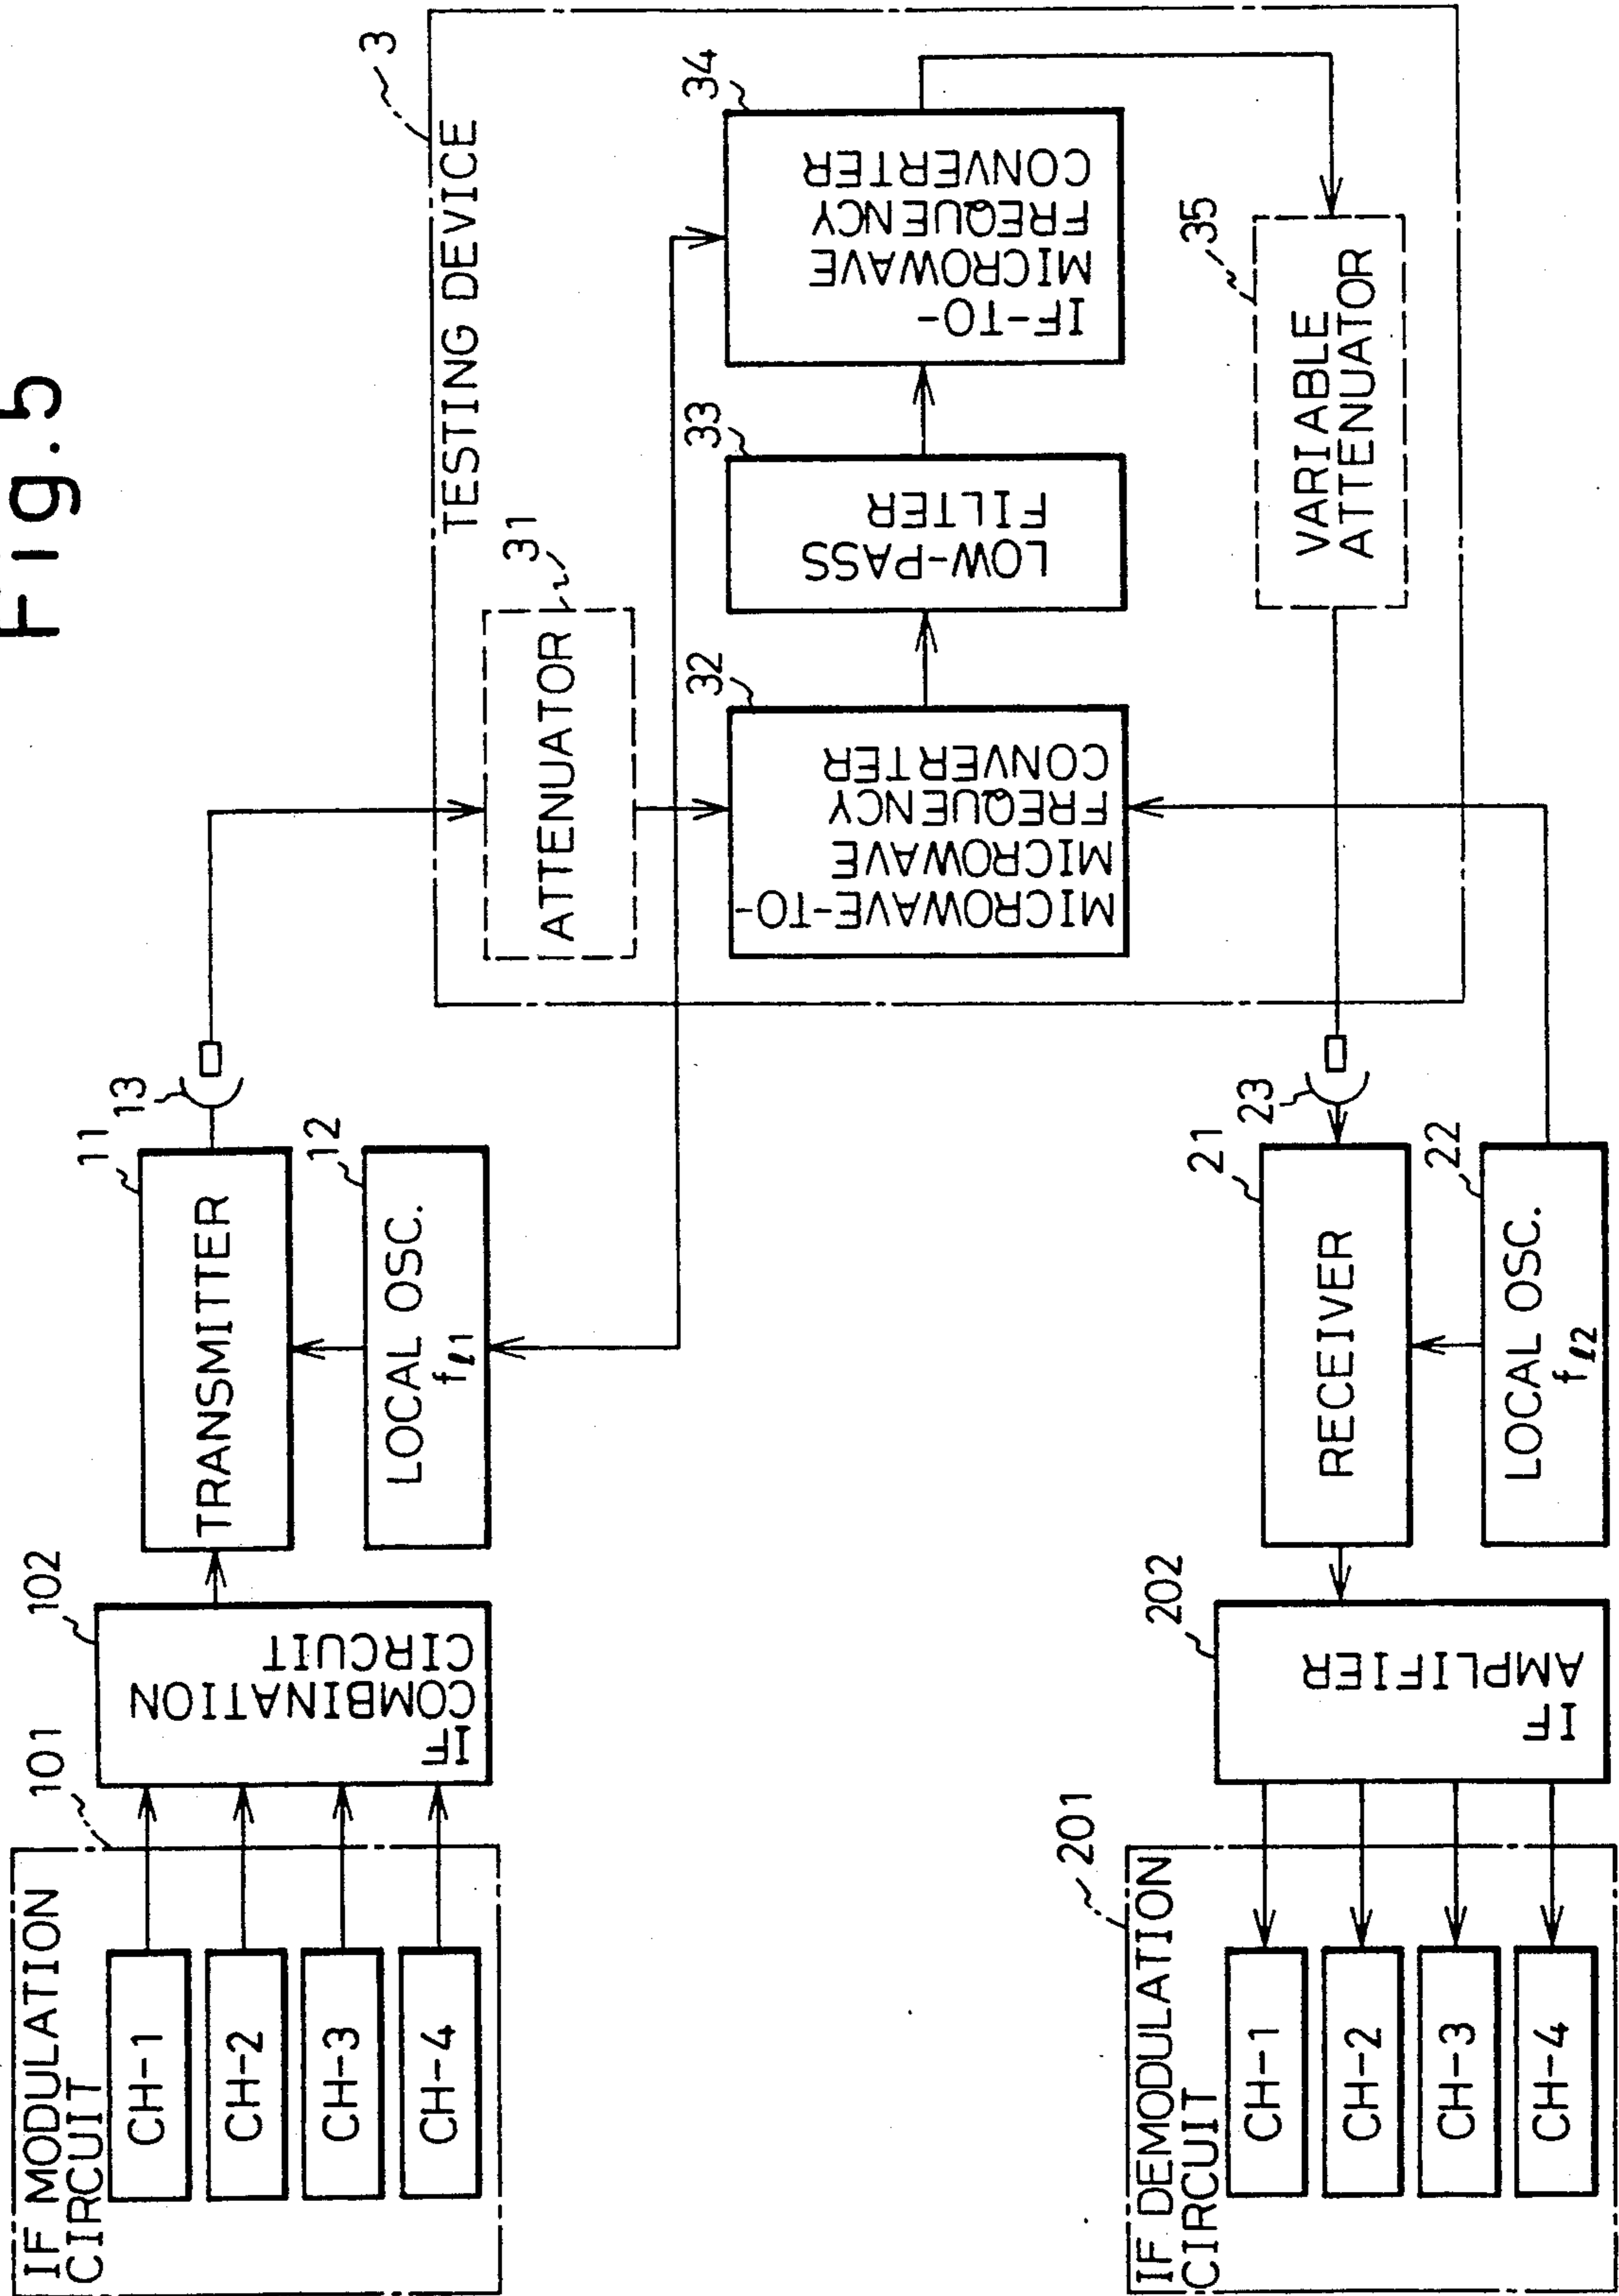 Fig.5
IF MODULATION
CIRCUIT
101
CH-1
CH-2
CH-3
CH-4
102
IF
COMBINATION
CIRCUIT
11
TRANSMITTER
13
12
LOCAL OSC.
fℓ1
3
TESTING DEVICE
31
ATTENUATOR
32
MICROWAVE-TO-
MICROWAVE
FREQUENCY
CONVERTER
33
LOW-PASS
FILTER
34
IF-TO-
MICROWAVE
FREQUENCY
CONVERTER
35
VARIABLE
ATTENUATOR
23
21
RECEIVER
22
LOCAL OSC.
fℓ2
202
IF
AMPLIFIER
201
IF DEMODULATION
CIRCUIT
CH-1
CH-2
CH-3
CH-4